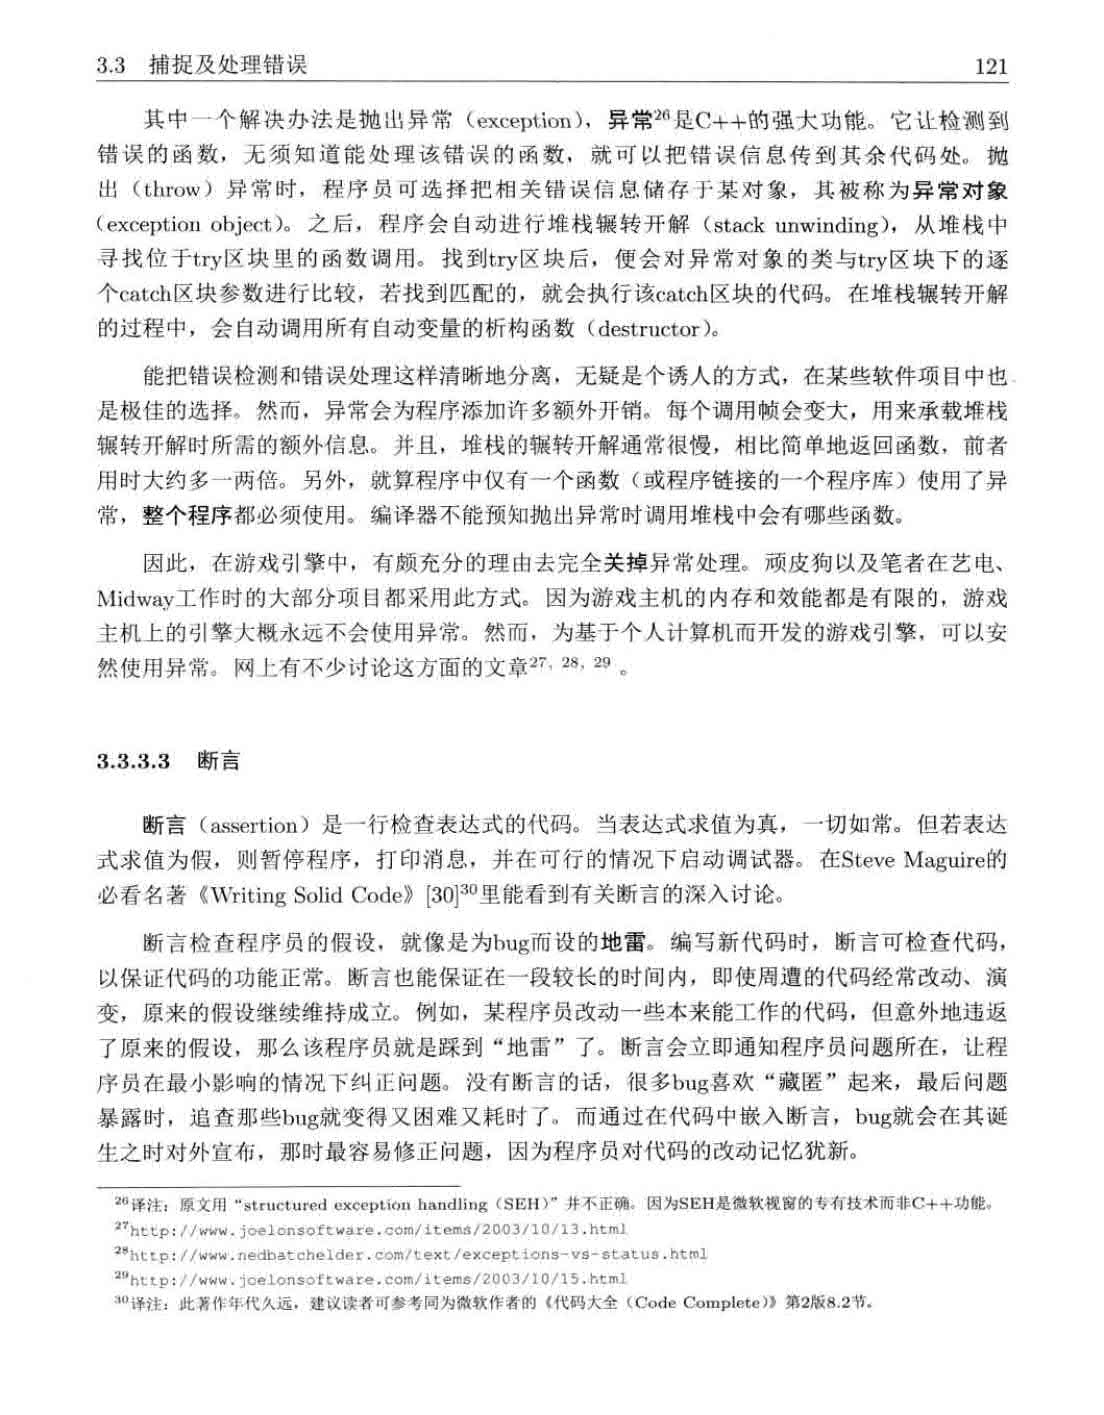 3.3 捕捉及处理错误 121
其中一个解决办法是抛出异常（exception），异常26是C++的强大功能。它让检测到
错误的函数，无须知道能处理该错误的函数，就可以把错误信息传到其余代码处。抛
出（throw）异常时，程序员可选择把相关错误信息储存于某对象，其被称为异常对象
（exception object）。之后，程序会自动进行堆栈辗转开解（stack unwinding），从堆栈中
寻找位于try区块里的函数调用。找到try区块后，便会对异常对象的类与try区块下的逐
个catch区块参数进行比较，若找到匹配的，就会执行该catch区块的代码。在堆栈辗转开解
的过程中，会自动调用所有自动变量的析构函数（destructor）。
能把错误检测和错误处理这样清晰地分离，无疑是个诱人的方式，在某些软件项目中也
是极佳的选择。然而，异常会为程序添加许多额外开销。每个调用帧会变大，用来承载堆栈
辗转开解时所需的额外信息。并且，堆栈的辗转开解通常很慢，相比简单地返回函数，前者
用时大约多一两倍。另外，就算程序中仅有一个函数（或程序链接的一个程序库）使用了异
常，整个程序都必须使用。编译器不能预知抛出异常时调用堆栈中会有哪些函数。
因此，在游戏引擎中，有颇充分的理由去完全关掉异常处理。顽皮狗以及笔者在艺电、
Midway工作时的大部分项目都采用此方式。因为游戏主机的内存和效能都是有限的，游戏
主机上的引擎大概永远不会使用异常。然而，为基于个人计算机而开发的游戏引擎，可以安
然使用异常。网上有不少讨论这方面的文章27, 28, 29 。
3.3.3.3 断言
断言（assertion）是一行检查表达式的代码。当表达式求值为真，一切如常。但若表达
式求值为假，则暂停程序，打印消息，并在可行的情况下启动调试器。在Steve Maguire的
必看名著《Writing Solid Code》[30]30里能看到有关断言的深入讨论。
断言检查程序员的假设，就像是为bug而设的地雷。编写新代码时，断言可检查代码，
以保证代码的功能正常。断言也能保证在一段较长的时间内，即使周遭的代码经常改动、演
变，原来的假设继续维持成立。例如，某程序员改动一些本来能工作的代码，但意外地违返
了原来的假设，那么该程序员就是踩到“地雷”了。断言会立即通知程序员问题所在，让程
序员在最小影响的情况下纠正问题。没有断言的话，很多bug喜欢“藏匿”起来，最后问题
暴露时，追查那些bug就变得又困难又耗时了。而通过在代码中嵌入断言，bug就会在其诞
生之时对外宣布，那时最容易修正问题，因为程序员对代码的改动记忆犹新。
26译注：原文用“structured exception handling（SEH）”并不正确。因为SEH是微软视窗的专有技术而非C++功能。
27http://www.joelonsoftware.com/items/2003/10/13.html
28http://www.nedbatchelder.com/text/exceptions-vs-status.html
29http://www.joelonsoftware.com/items/2003/10/15.html
30译注：此著作年代久远，建议读者可参考同为微软作者的《代码大全（Code Complete）》第2版8.2节。